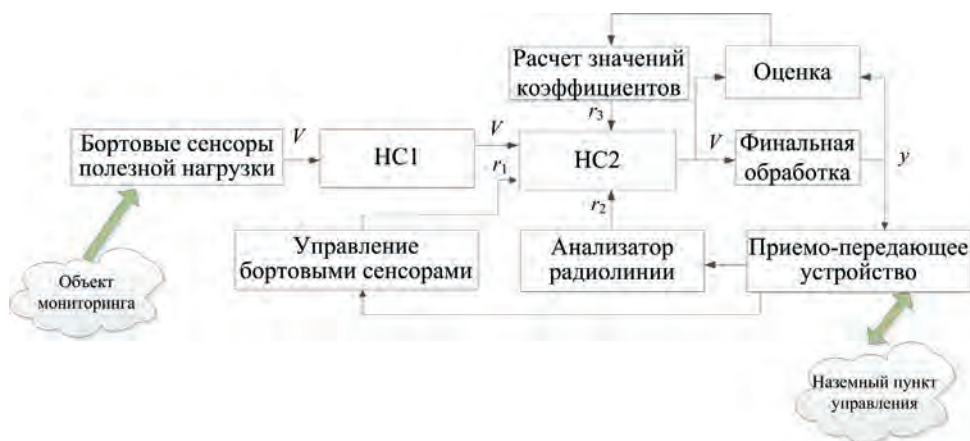 Расчет значений
коэффициентов
Оценка
r₃
Бортовые сенсоры
полезной нагрузки
V
НС1
V
r₁
НС2
V
Финальная
обработка
y
r₂
Управление
бортовыми сенсорами
Анализатор
радиолинии
Приемо-передающее
устройство
Объект
мониторинга
Наземный пункт
управления